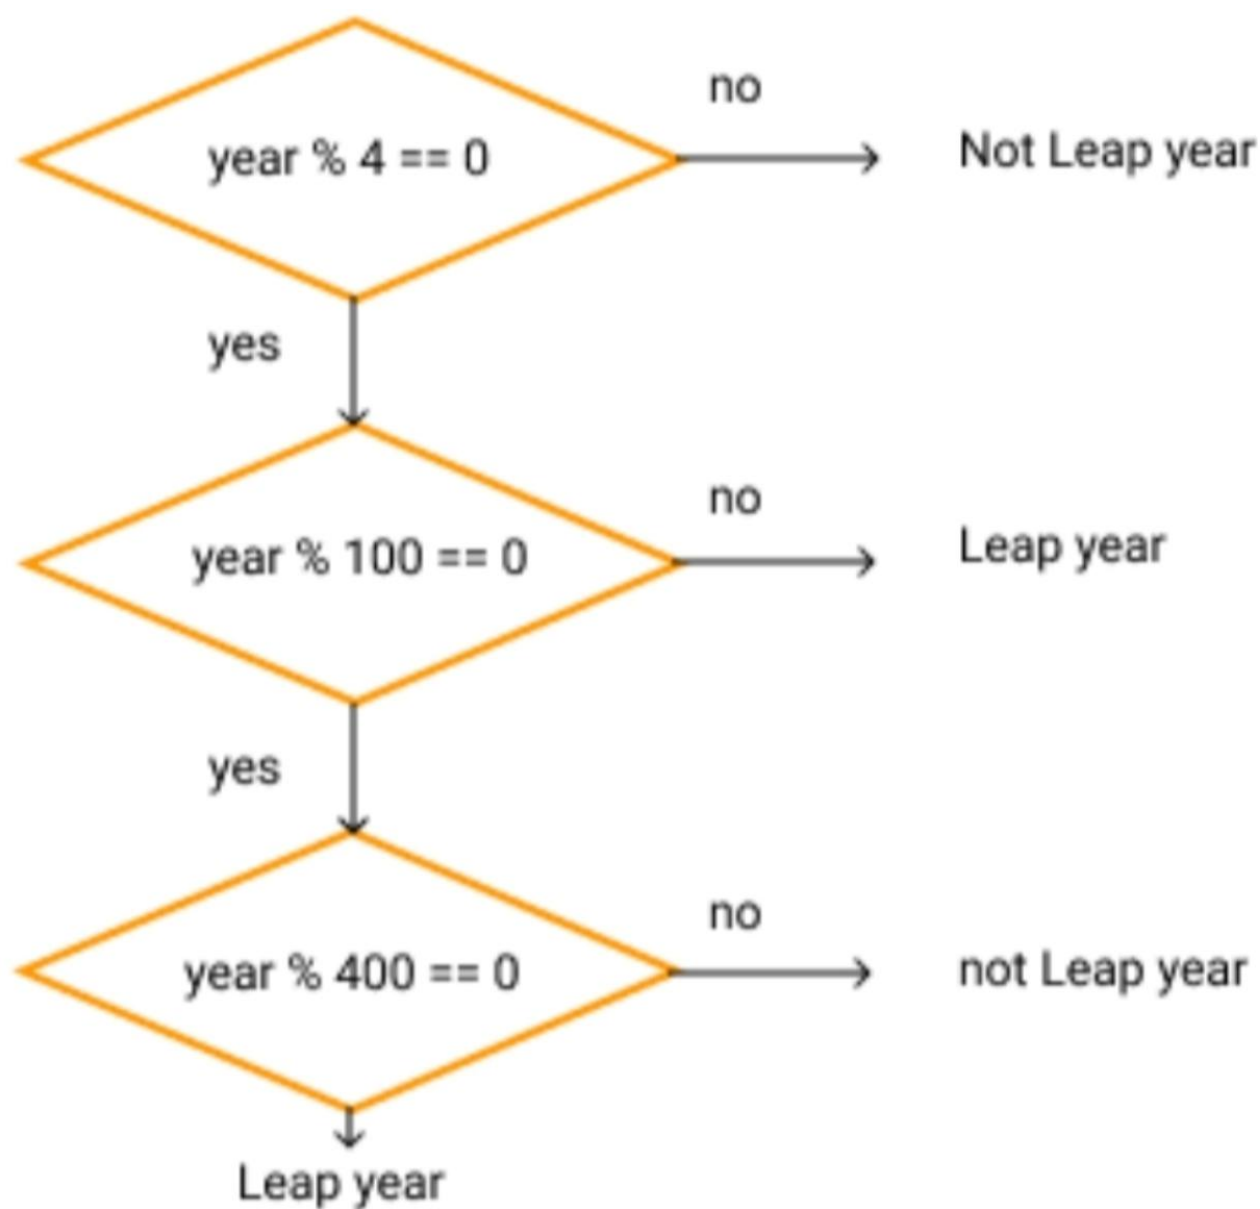 no
year % 4 == 0
Not Leap year
yes
no
year % 100 == 0
Leap year
yes
no
year % 400 == 0
not Leap year
Leap year